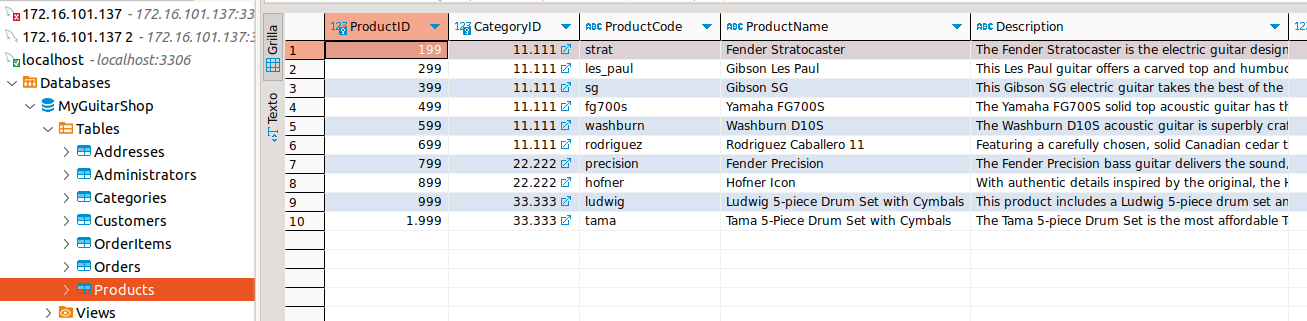 172.16.101.137 - 172.16.101.137:33
172.16.101.137 2 - 172.16.101.137:3
localhost - localhost:3306
Databases
MyGuitarShop
Tables
Addresses
Administrators
Categories
Customers
OrderItems
Orders
Products
Views
Grilla
Texto
123 ProductID 123 CategoryID ABC ProductCode ABC ProductName ABC Description
1 199 11.111 strat Fender Stratocaster The Fender Stratocaster is the electric guitar design
2 299 11.111 les_paul Gibson Les Paul This Les Paul guitar offers a carved top and humbuc
3 399 11.111 sg Gibson SG This Gibson SG electric guitar takes the best of the
4 499 11.111 fg700s Yamaha FG700S The Yamaha FG700S solid top acoustic guitar has th
5 599 11.111 washburn Washburn D10S The Washburn D10S acoustic guitar is superbly craf
6 699 11.111 rodriguez Rodriguez Caballero 11 Featuring a carefully chosen, solid Canadian cedar t
7 799 22.222 precision Fender Precision The Fender Precision bass guitar delivers the sound,
8 899 22.222 hofner Hofner Icon With authentic details inspired by the original, the H
9 999 33.333 ludwig Ludwig 5-piece Drum Set with Cymbals This product includes a Ludwig 5-piece drum set an
10 1.999 33.333 tama Tama 5-Piece Drum Set with Cymbals The Tama 5-piece Drum Set is the most affordable T